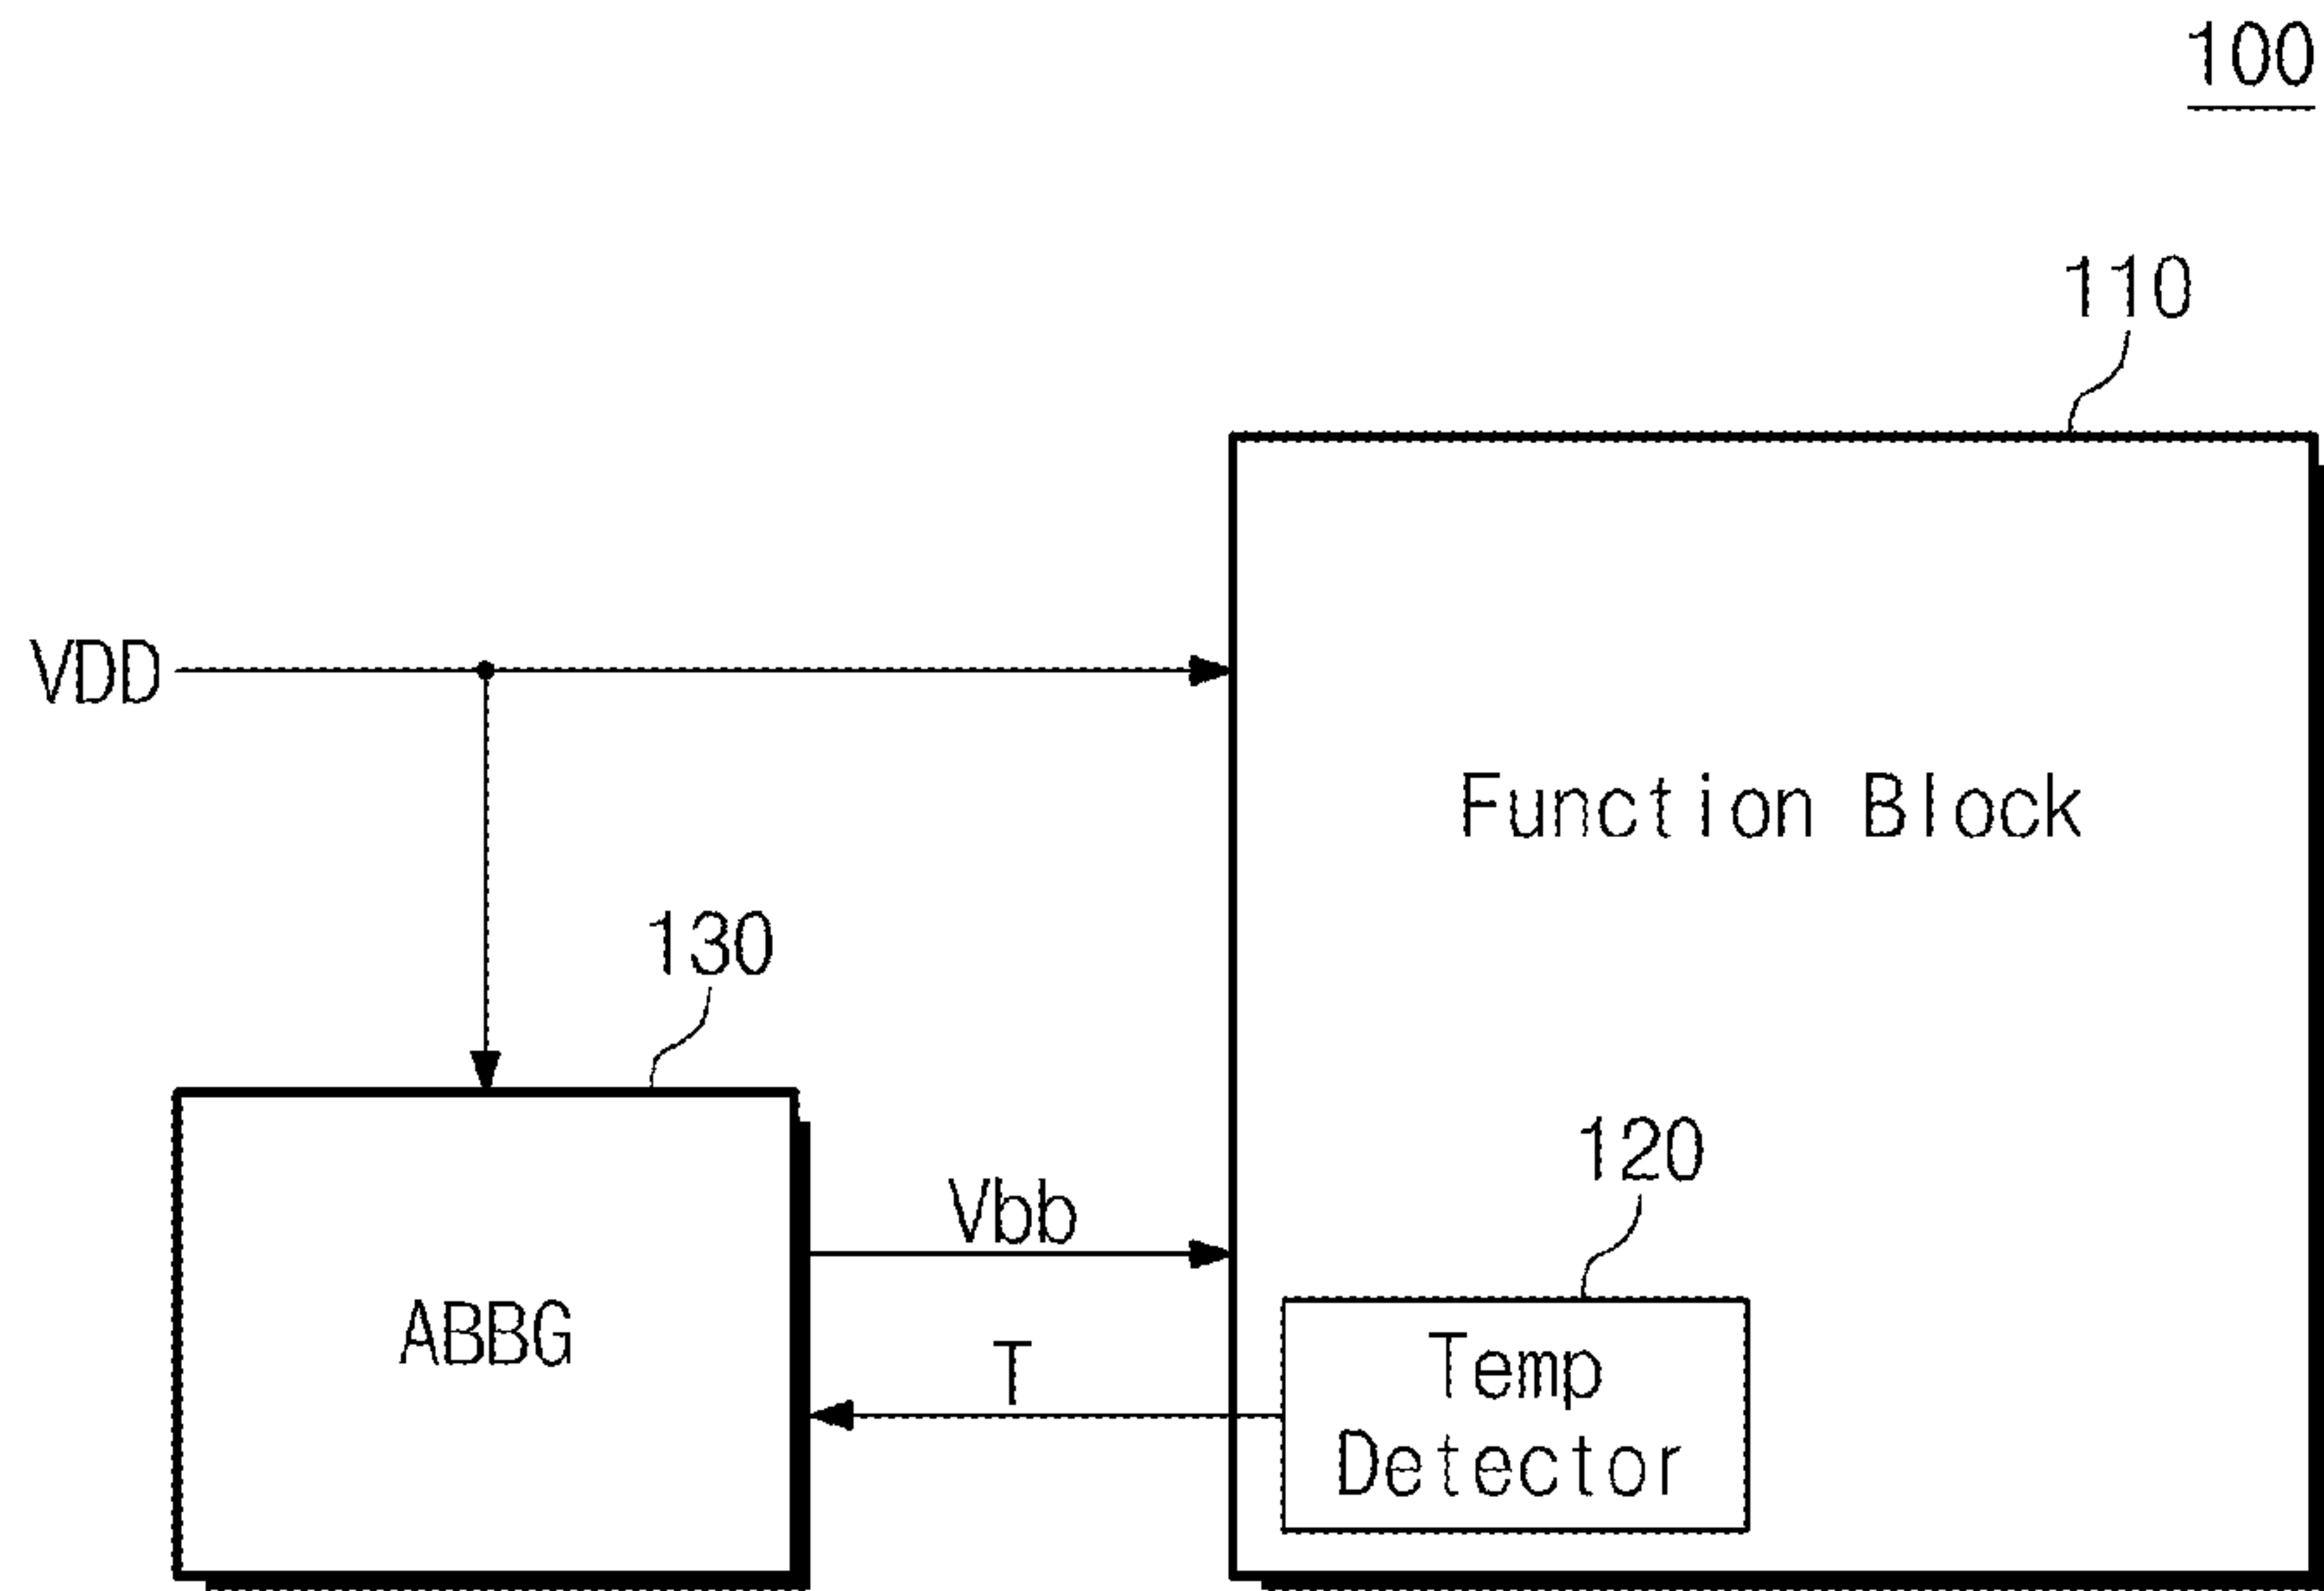 100
110
VDD
Function Block
130
120
Vbb
ABBG
T
Temp
Detector